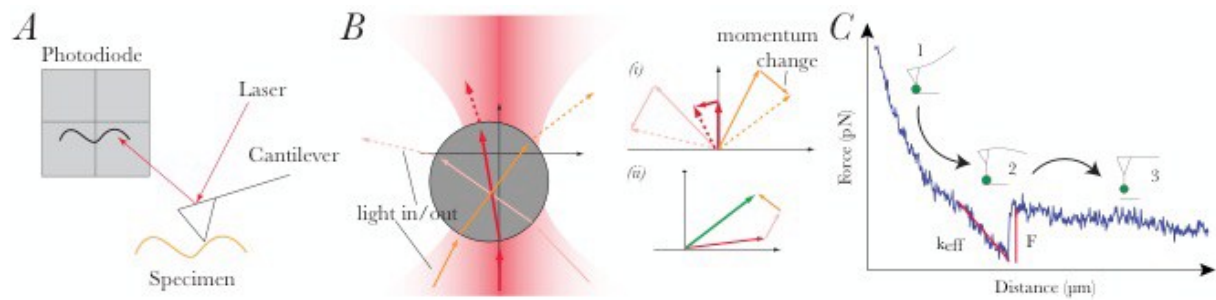 A
Photodiode
Laser
Cantilever
Specimen
B
light in/out
(i)
momentum
change
(ii)
C
Force (pN)
1
2
3
keff
F
Distance (µm)